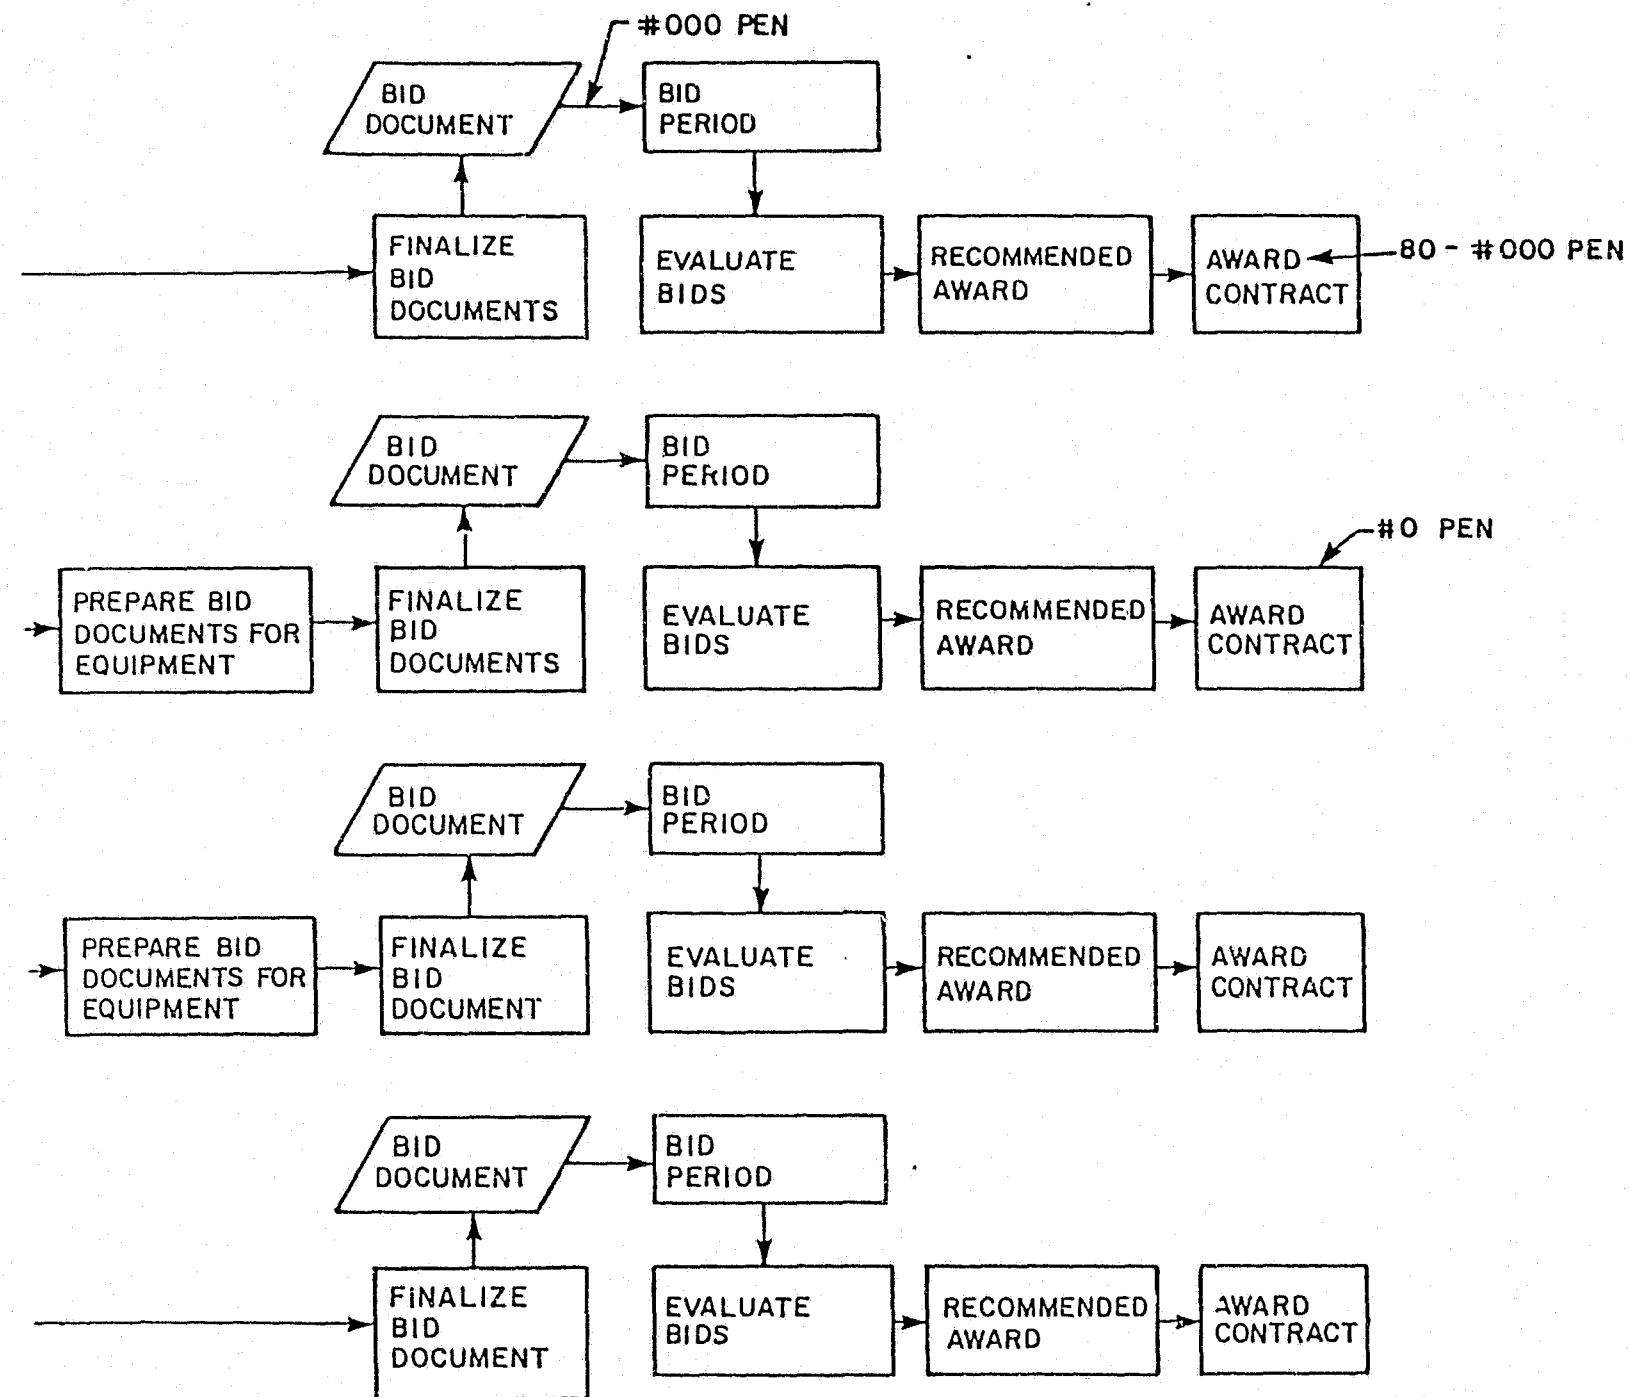 #000 PEN
BID
DOCUMENT
BID
PERIOD
FINALIZE
BID
DOCUMENTS
EVALUATE
BIDS
RECOMMENDED
AWARD
AWARD
CONTRACT
80 - #000 PEN
BID
DOCUMENT
BID
PERIOD
#0 PEN
PREPARE BID
DOCUMENTS FOR
EQUIPMENT
FINALIZE
BID
DOCUMENTS
EVALUATE
BIDS
RECOMMENDED
AWARD
AWARD
CONTRACT
BID
DOCUMENT
BID
PERIOD
PREPARE BID
DOCUMENTS FOR
EQUIPMENT
FINALIZE
BID
DOCUMENT
EVALUATE
BIDS
RECOMMENDED
AWARD
AWARD
CONTRACT
BID
DOCUMENT
BID
PERIOD
FINALIZE
BID
DOCUMENT
EVALUATE
BIDS
RECOMMENDED
AWARD
AWARD
CONTRACT